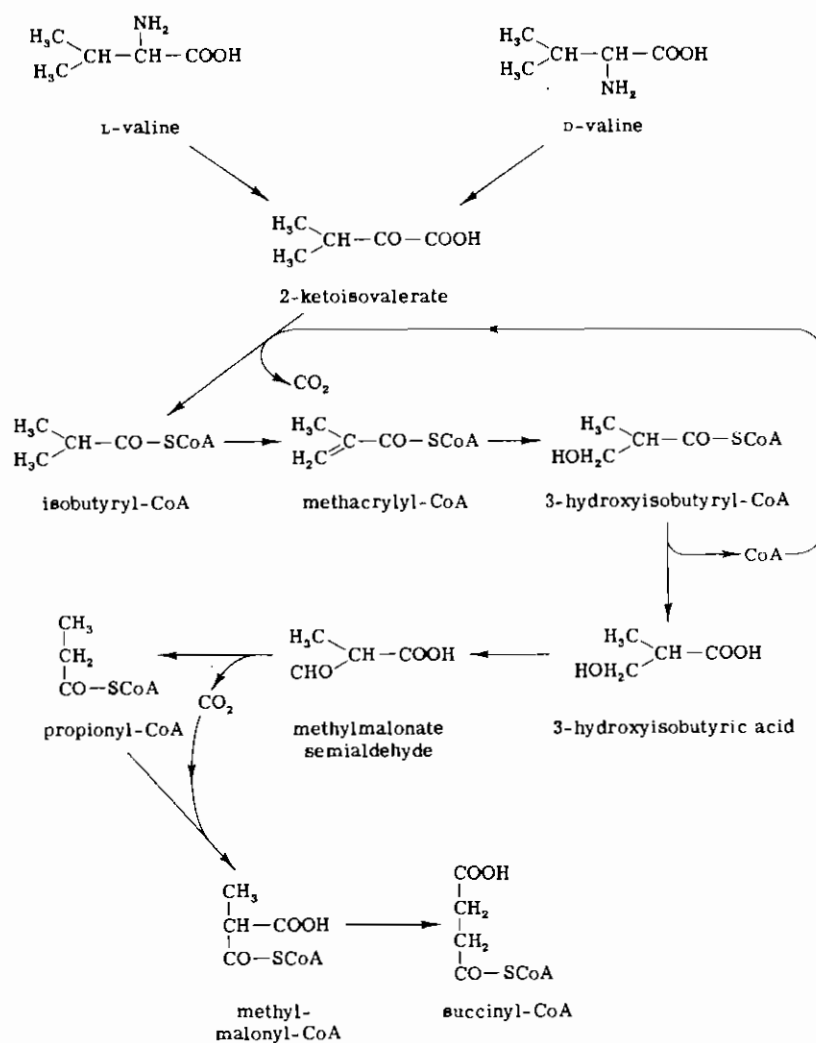 NH₂
H₃C
H₃C
CH—CH—COOH
L-valine
H₃C
H₃C
CH—CH—COOH
NH₂
D-valine
H₃C
H₃C
CH—CO—COOH
2-ketoisovalerate
CO₂
H₃C
H₃C
CH—CO—SCoA
isobutyryl-CoA
H₃C
H₂C
CO—SCoA
methacrylyl-CoA
H₃C
HOH₂C
CH—CO—SCoA
3-hydroxyisobutyryl-CoA
CoA
CH₃
CH₂
CO—SCoA
propionyl-CoA
CO₂
H₃C
CHO
CH—COOH
methylmalonate
semialdehyde
H₃C
HOH₂C
CH—COOH
3-hydroxyisobutyric acid
CH₃
CH—COOH
CO—SCoA
methyl-
malonyl-CoA
COOH
CH₂
CH₂
CO—SCoA
succinyl-CoA